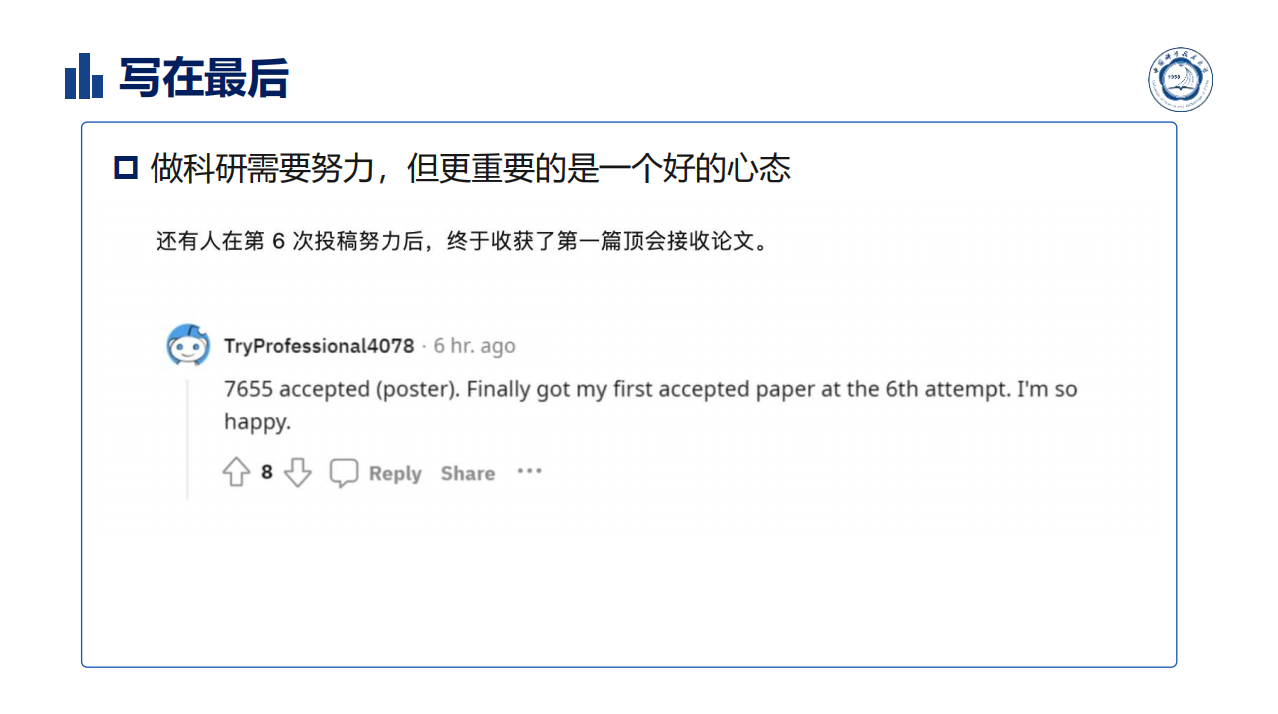 写在最后
1958
做科研需要努力，但更重要的是一个好的心态
还有人在第 6 次投稿努力后，终于收获了第一篇顶会接收论文。
TryProfessional4078 · 6 hr. ago
7655 accepted (poster). Finally got my first accepted paper at the 6th attempt. I'm so
happy.
8 Reply Share ···